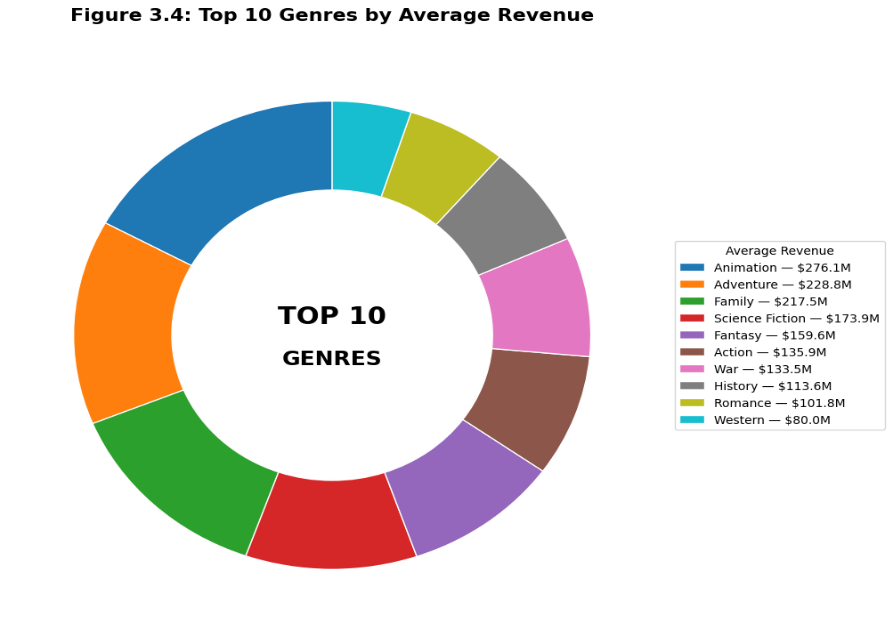 Figure 3.4: Top 10 Genres by Average Revenue
TOP 10
GENRES
Average Revenue
Animation — $276.1M
Adventure — $228.8M
Family — $217.5M
Science Fiction — $173.9M
Fantasy — $159.6M
Action — $135.9M
War — $133.5M
History — $113.6M
Romance — $101.8M
Western — $80.0M